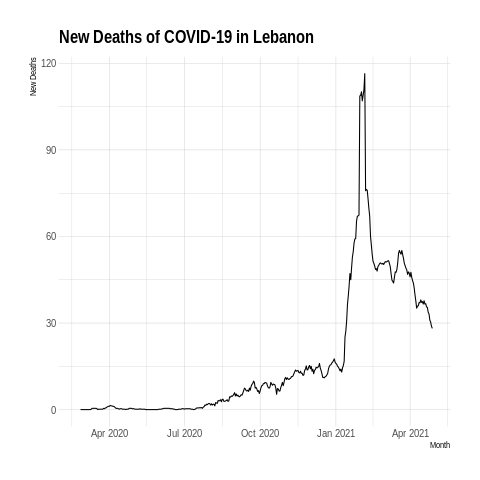 New Deaths of COVID-19 in Lebanon
New Deaths
120
90
60
30
0
Apr 2020 Jul 2020 Oct 2020 Jan 2021 Apr 2021
Month